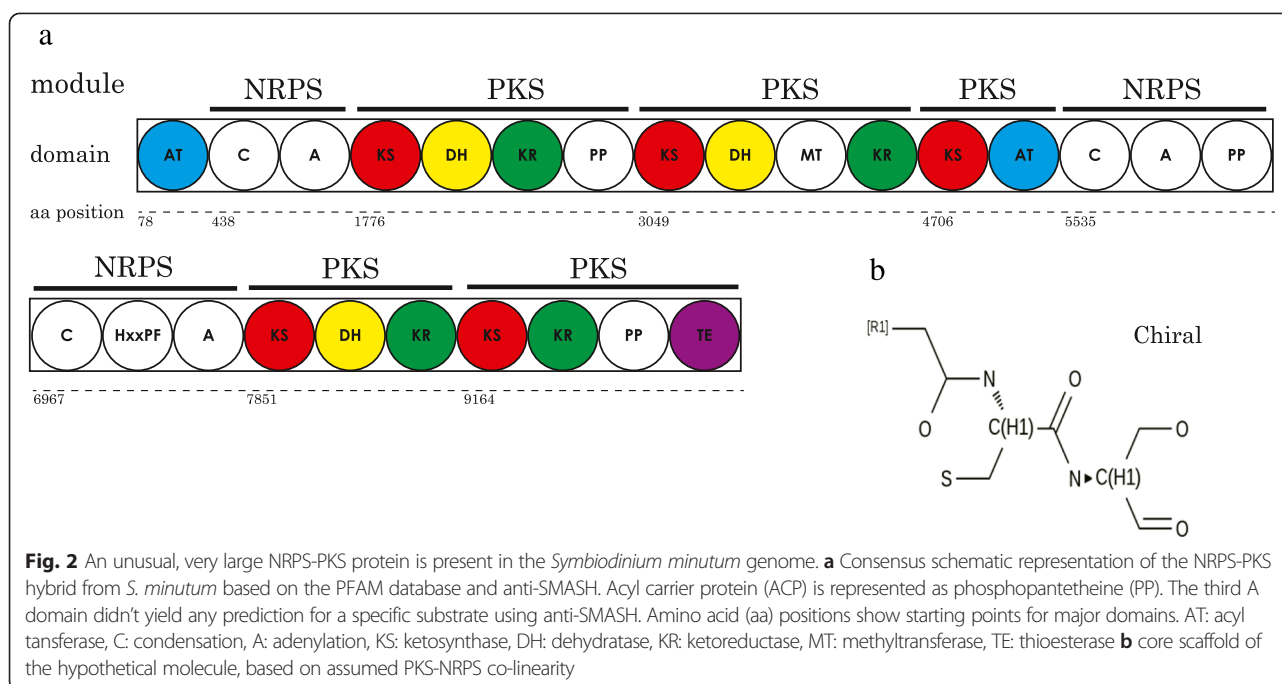 a
module NRPS PKS PKS PKS NRPS
domain AT C A KS DH KR PP KS DH MT KR KS AT C A PP
aa position 78 438 1776 3049 4706 5535
NRPS PKS PKS
C HxxPF A KS DH KR KS KR PP TE
6967 7851 9164
b
Chiral
[R1]
N
O
O
C(H1)
S
O
N C(H1)
O
Fig. 2 An unusual, very large NRPS-PKS protein is present in the Symbiodinium minutum genome. a Consensus schematic representation of the NRPS-PKS
hybrid from S. minutum based on the PFAM database and anti-SMASH. Acyl carrier protein (ACP) is represented as phosphopantetheine (PP). The third A
domain didn't yield any prediction for a specific substrate using anti-SMASH. Amino acid (aa) positions show starting points for major domains. AT: acyl
tansferase, C: condensation, A: adenylation, KS: ketosynthase, DH: dehydratase, KR: ketoreductase, MT: methyltransferase, TE: thioesterase b core scaffold of
the hypothetical molecule, based on assumed PKS-NRPS co-linearity